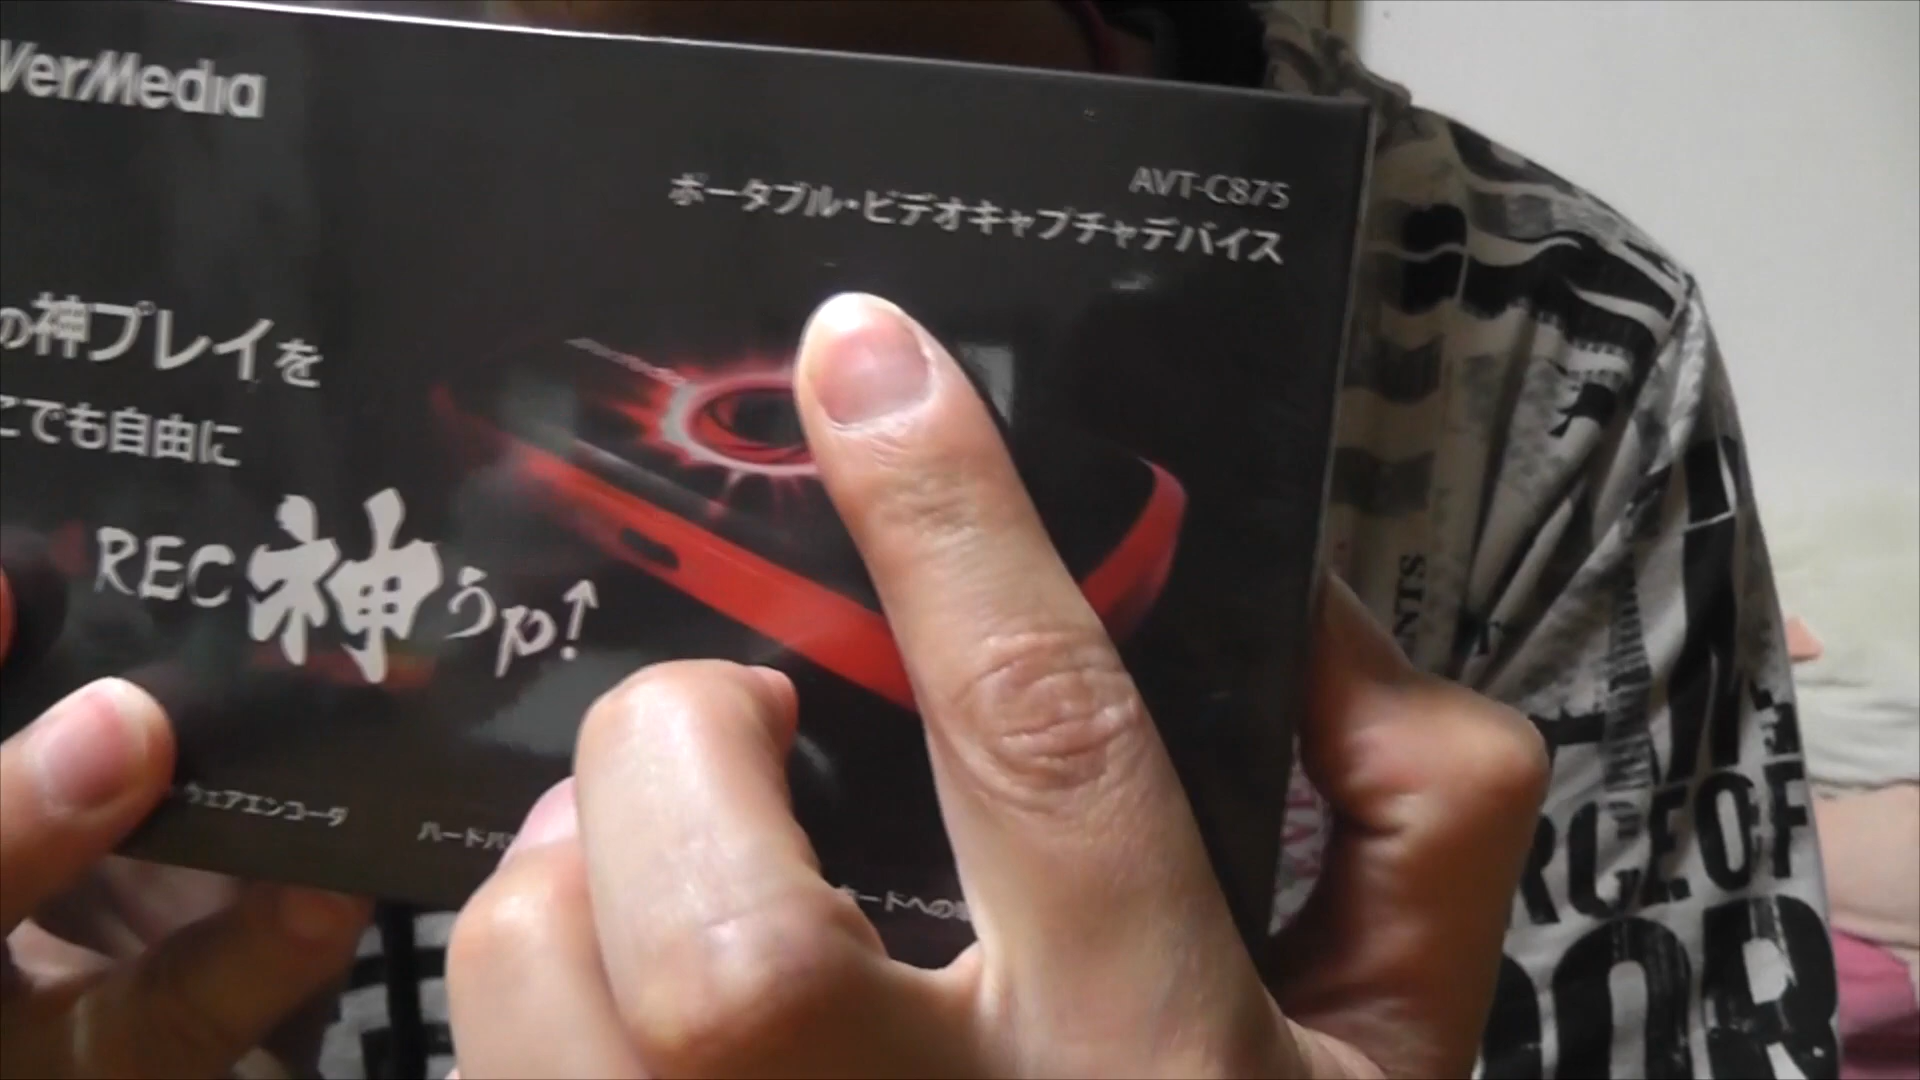 VerMedia
AVT-C875
ポータブル・ビデオキャプチャデバイス
の神プレイを
こでも自由に
REC 神うp↑
ウェアエンコーダ
ハードパ
ードへの
RCE OF
OOR